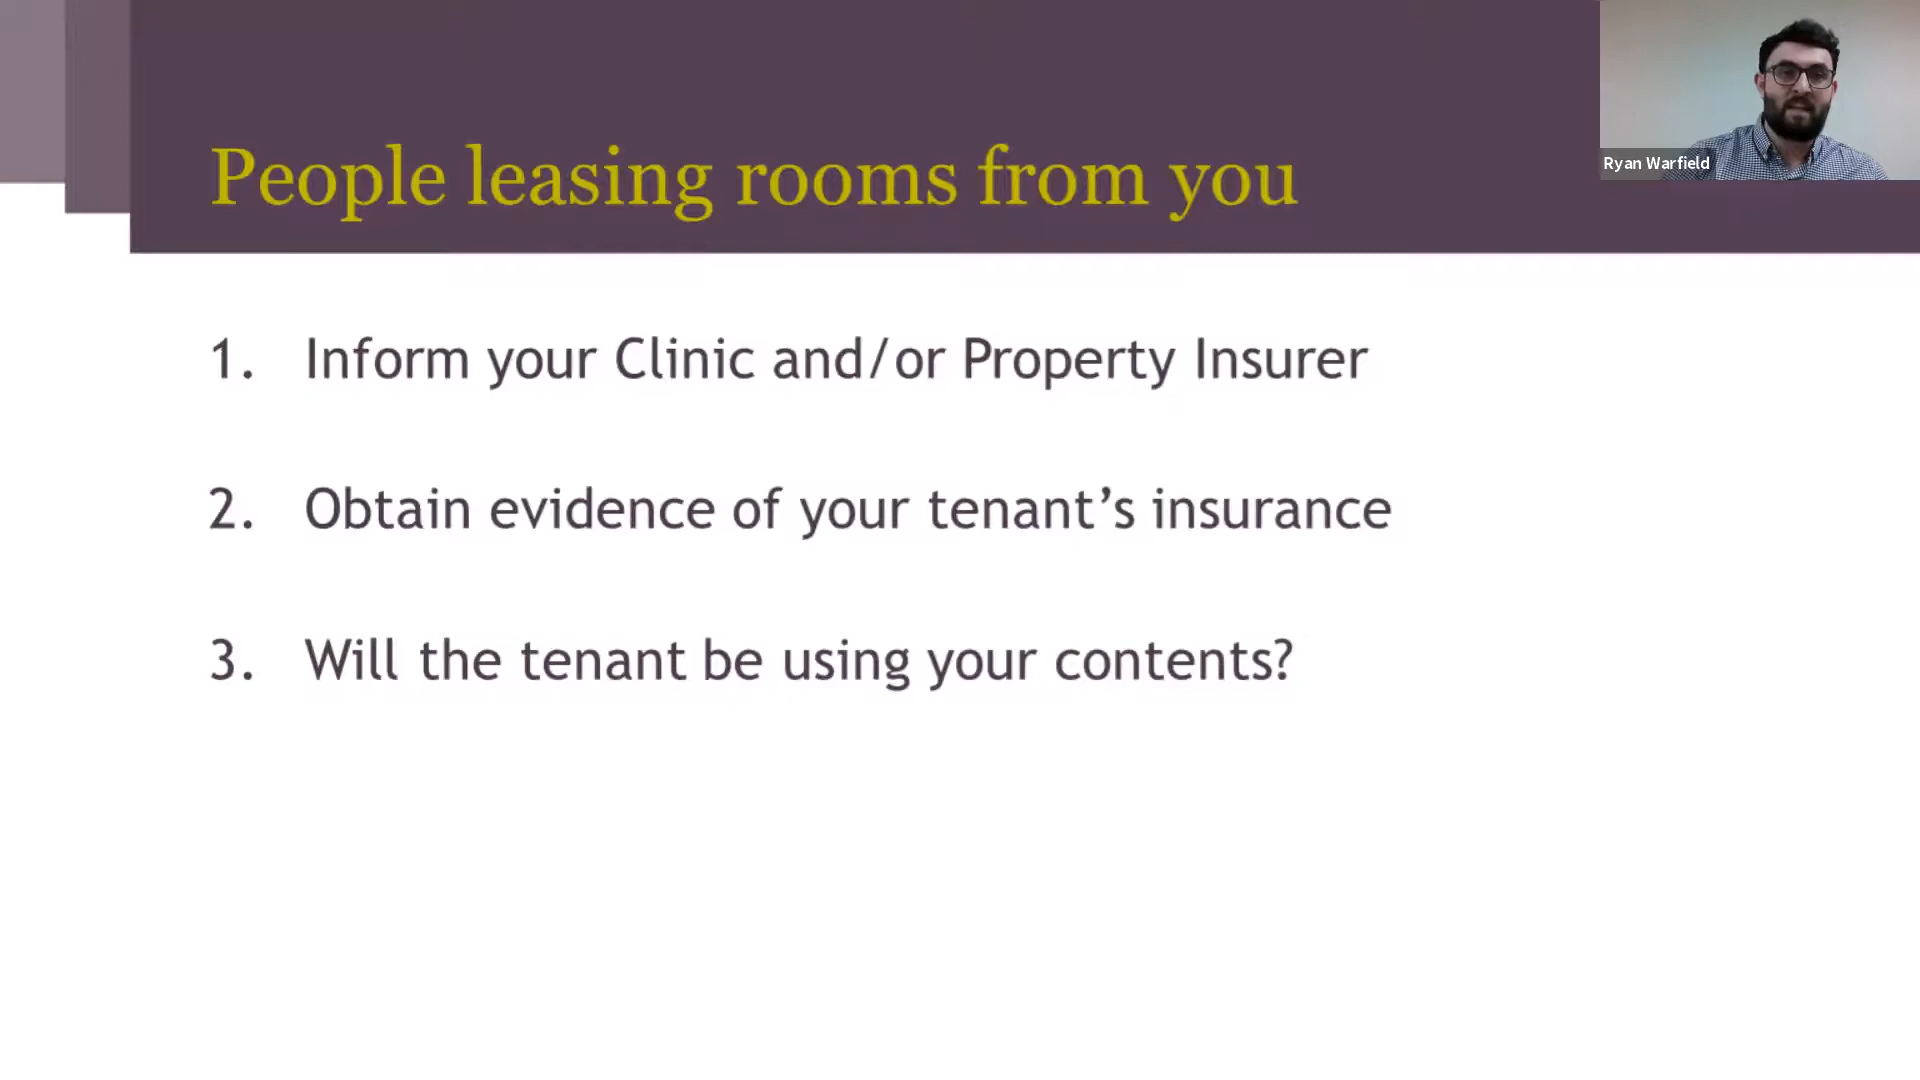 People leasing rooms from you
Ryan Warfield
1. Inform your Clinic and/or Property Insurer
2. Obtain evidence of your tenant’s insurance
3. Will the tenant be using your contents?